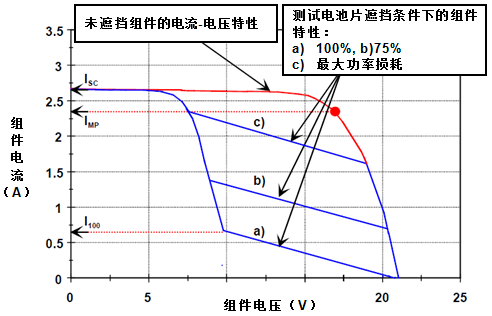 未遮挡组件的电流-电压特性
测试电池片遮挡条件下的组件
特性：
a) 100%, b)75%
c) 最大功率损耗
3.5
3
2.5
2
1.5
1
0.5
0
ISC
IMP
I100
c)
b)
a)
组件电流（A）
0
5
20
25
组件电压（V）